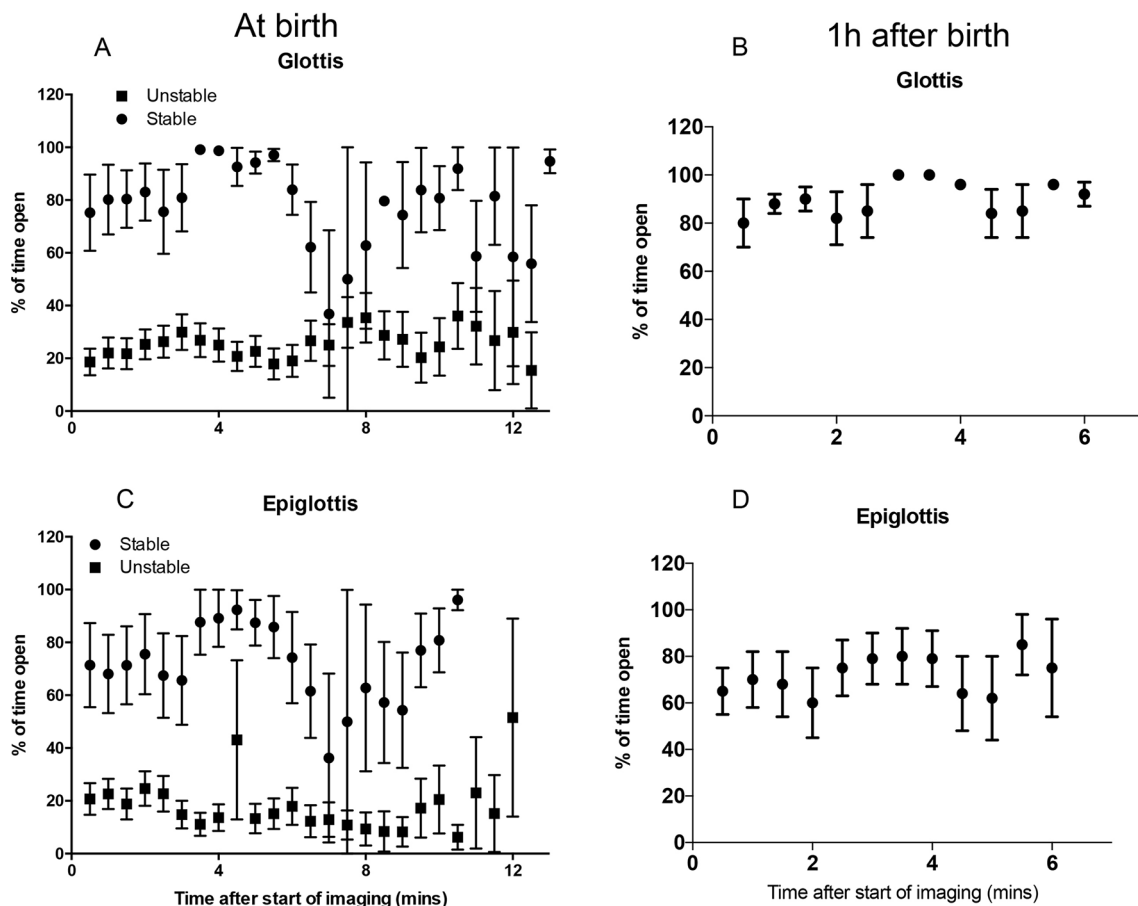 At birth
A
Glottis
Unstable
Stable
% of time open
120
100
80
60
40
20
0
0 4 8 12
1h after birth
B
Glottis
% of time open
120
100
80
60
40
20
0
0 2 4 6
C
Epiglottis
Stable
Unstable
% of time open
120
100
80
60
40
20
0
0 4 8 12
Time after start of imaging (mins)
D
Epiglottis
% of time open
120
100
80
60
40
20
0
0 2 4 6
Time after start of imaging (mins)